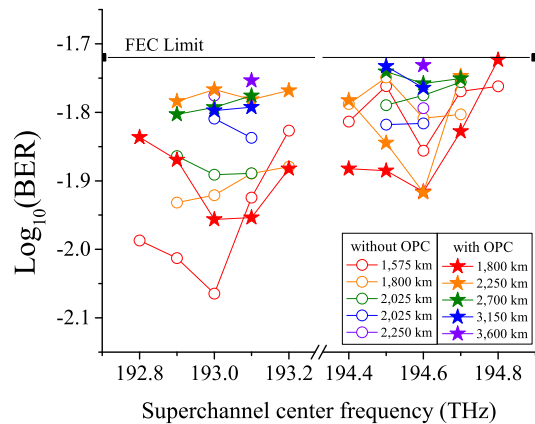 -1.7
FEC Limit
-1.8
-1.9
-2.0
-2.1
Log10(BER)
without OPC
1,575 km
1,800 km
2,025 km
2,025 km
2,250 km
with OPC
1,800 km
2,250 km
2,700 km
3,150 km
3,600 km
192.8 193.0 193.2 194.4 194.6 194.8
Superchannel center frequency (THz)